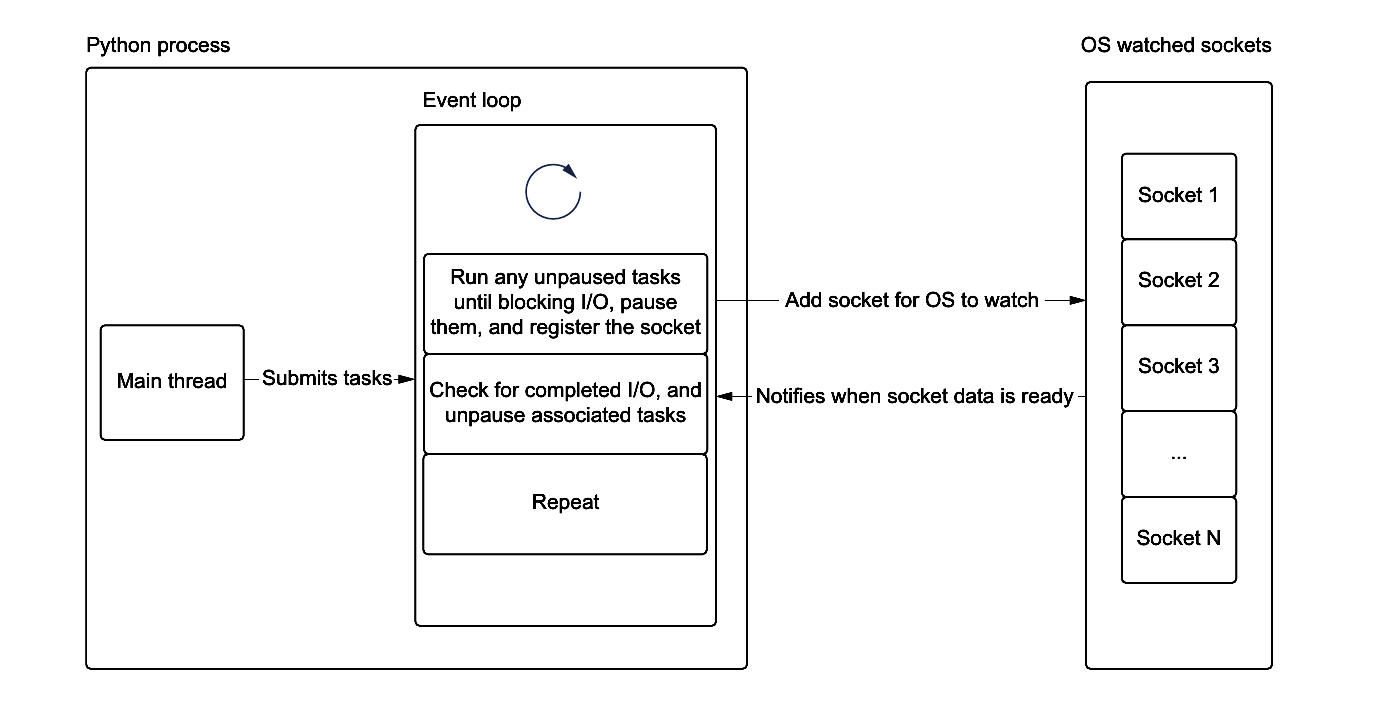 Python process
OS watched sockets
Event loop
Socket 1
Run any unpaused tasks
until blocking I/O, pause
them, and register the socket
Add socket for OS to watch
Socket 2
Main thread
Submits tasks
Check for completed I/O, and
unpause associated tasks
Notifies when socket data is ready
Socket 3
...
Repeat
Socket N